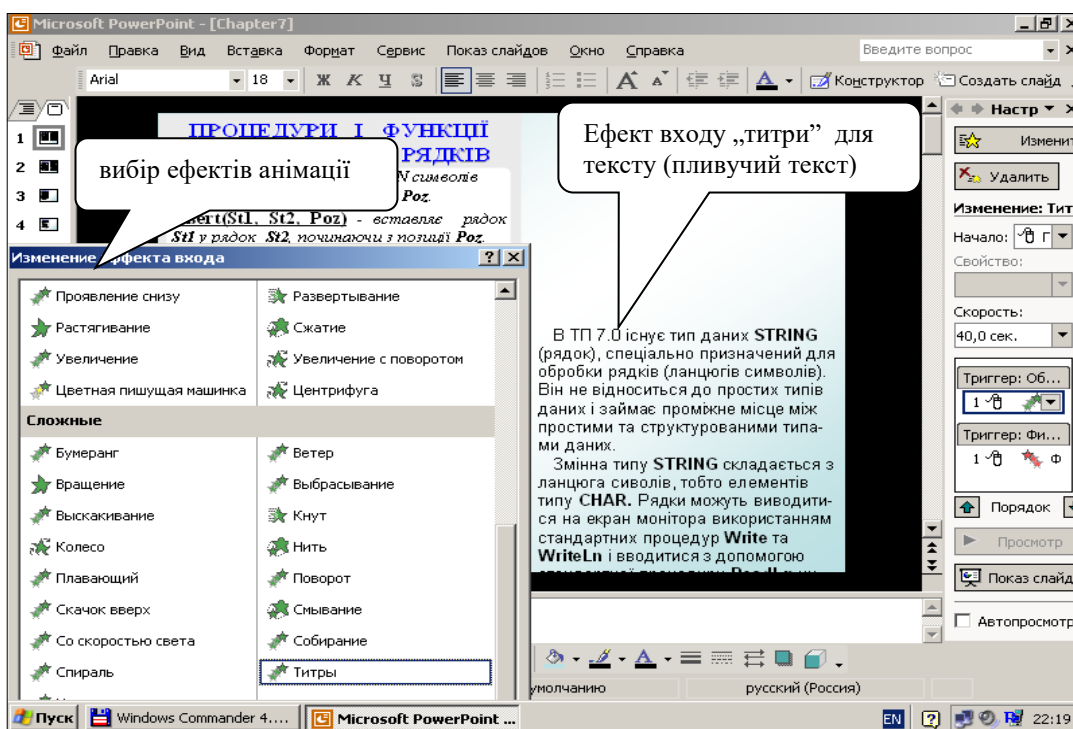 Microsoft PowerPoint - [Chapter7]
Файл Правка Вид Вставка Формат Сервис Показ слайдов Окно Справка Введите вопрос
Arial 18 Ж К Ч S Конструктор Создать слайд
Настр
1
2
3
4
ПРОЦЕДУРИ І ФУНКЦІЇ
РЯДКІВ
N символів
Poz.
(St1, St2, Poz) - вставляє рядок
St1 у рядок St2, починаючи з позиції Poz.
вибір ефектів анімації
Ефект входу „титри” для
тексту (пливучий текст)
Изменение эффекта входа
Проявление снизу Развертывание
Растягивание Сжатие
Увеличение Увеличение с поворотом
Цветная пишущая машинка Центрифуга
Сложные
Бумеранг Ветер
Вращение Выбрасывание
Выскакивание Кнут
Колесо Нить
Плавающий Поворот
Скачок вверх Смывание
Со скоростью света Собирание
Спираль Титры
В ТП 7.0 існує тип даних STRING
(рядок), спеціально призначений для
обробки рядків (ланцюгів символів).
Він не відноситься до простих типів
даних і займає проміжне місце між
простими та структурованими типа-
ми даних.
Змінна типу STRING складається з
ланцюга сиволів, тобто елементів
типу CHAR. Рядки можуть виводити-
ся на екран монітора використанням
стандартних процедур Write та
WriteLn і вводитися з допомогою
Изменит
Удалить
Изменение: Тит
Начало: Г
Свойство:
Скорость:
40,0 сек.
Триггер: Об...
1
Триггер: Фи...
1 Ф
Порядок
Просмотр
Показ слайд
Автопросмотр
умолчанию русский (Россия)
Пуск Windows Commander 4.... Microsoft PowerPoint ... EN 22:19